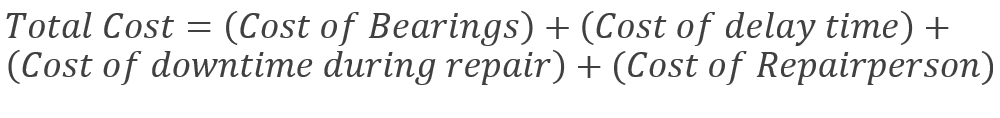 Total Cost = (Cost of Bearings) + (Cost of delay time) +
(Cost of downtime during repair) + (Cost of Repairperson)